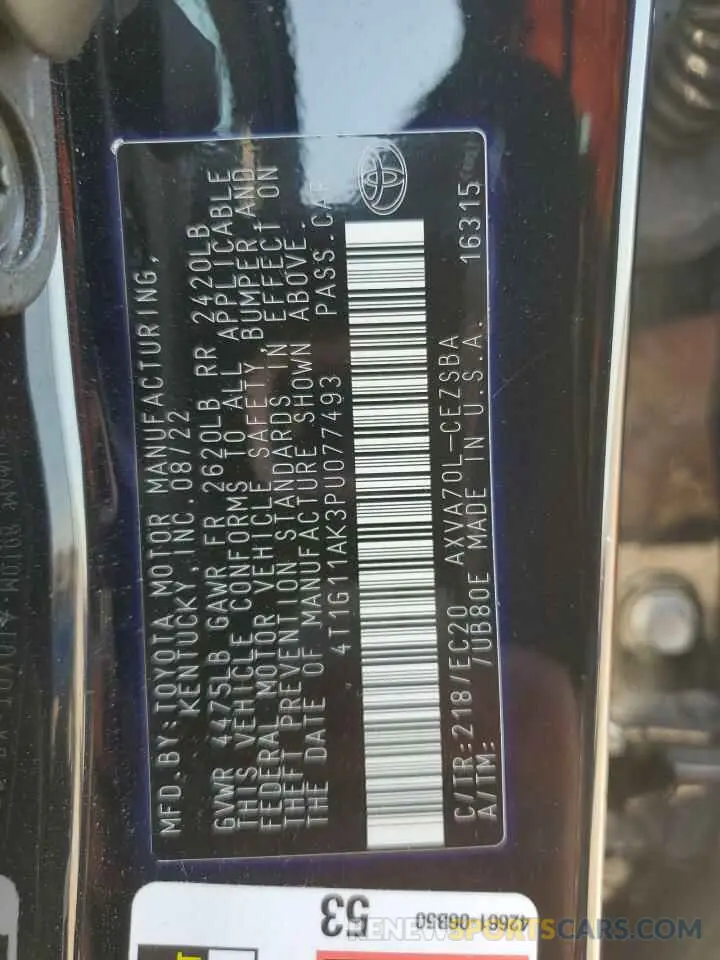 MFD.BY:TOYOTA MOTOR MANUFACTURING,
KENTUCKY,INC.08/22
GVWR 4475LB GAWR FR 2620LB RR 2420LB
THIS VEHICLE CONFORMS TO ALL APPLICABLE
FEDERAL MOTOR VEHICLE SAFETY, BUMPER AND
THEFT PREVENTION STANDARDS IN EFFECT ON
THE DATE OF MANUFACTURE SHOWN ABOVE.
4T1G11AK3PU077493 PASS.CAR
C/TR:218/EC20 AXVA70L-CEZSBA 16315
A/TM: /UB80E MADE IN U.S.A.
53
42661-06B50
RENEWSPORTSCARS.COM